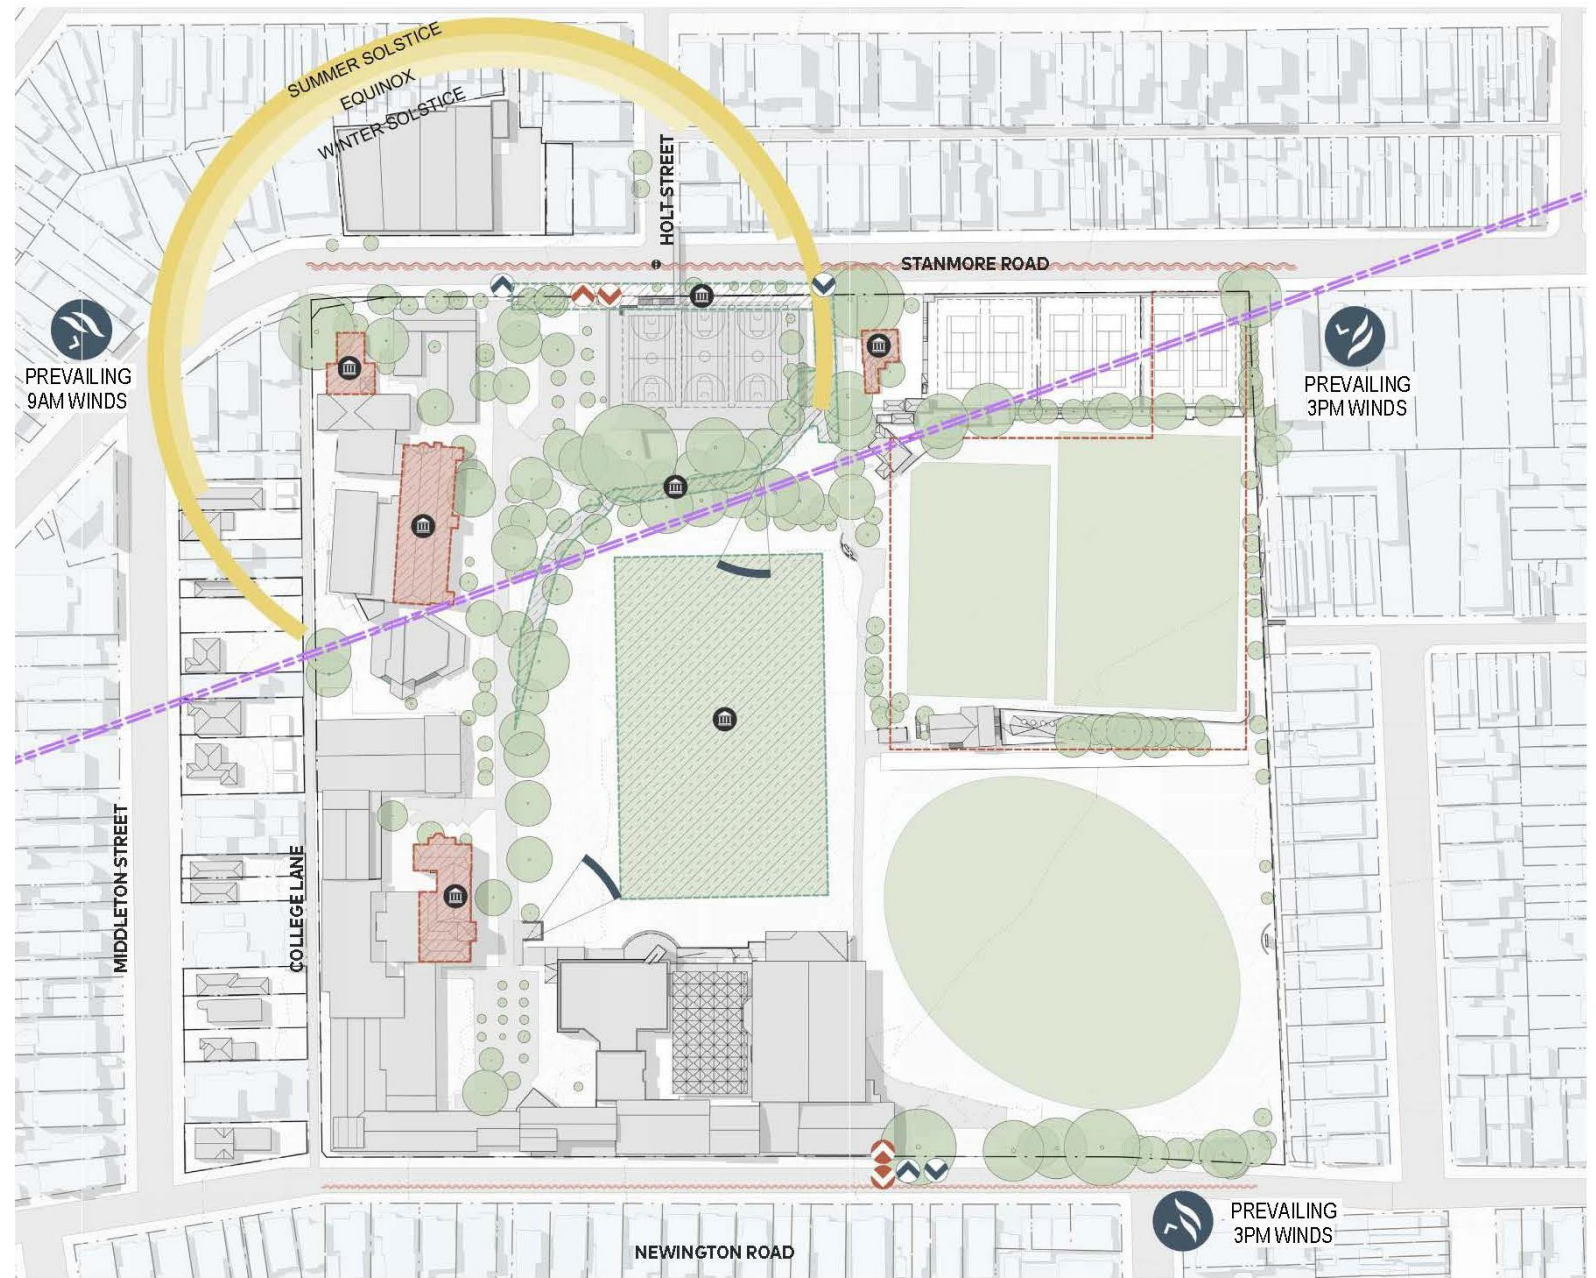 SUMMER SOLSTICE
EQUINOX
WINTER SOLSTICE
HOLT STREET
STANMORE ROAD
PREVAILING
9AM WINDS
PREVAILING
3PM WINDS
MIDDLETON STREET
COLLEGE LANE
PREVAILING
3PM WINDS
NEWINGTON ROAD